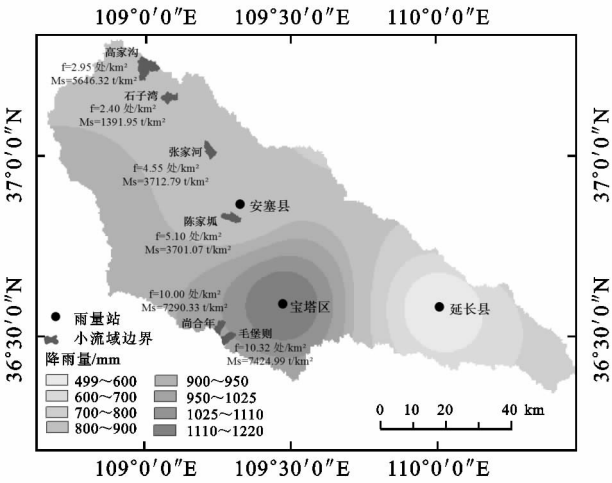 109°0′0″E 109°30′0″E 110°0′0″E
37°0′0″N
36°30′0″N
37°0′0″N
36°30′0″N
高家沟
f=2.95 处/km²
Ms=5646.32 t/km²
石子湾
f=2.40 处/km²
Ms=1391.95 t/km²
张家河
f=4.55 处/km²
Ms=3712.79 t/km²
安塞县
陈家坬
f=5.10 处/km²
Ms=3701.07 t/km²
f=10.00 处/km²
Ms=7290.33 t/km²
尚合年
宝塔区
延长县
毛堡则
f=10.32 处/km²
Ms=7424.99 t/km²
雨量站
小流域边界
降雨量/mm
499～600 900～950
600～700 950～1025
700～800 1025～1110
800～900 1110～1220
0 10 20 40 km
109°0′0″E 109°30′0″E 110°0′0″E